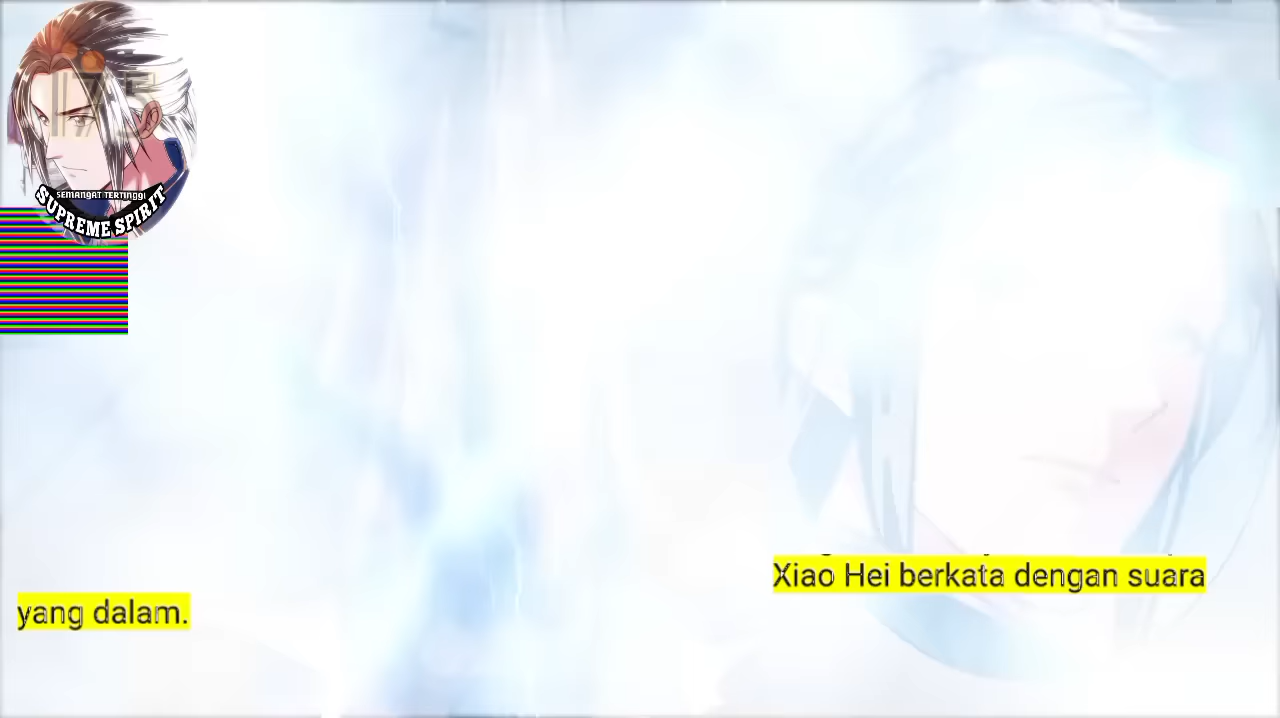 SEMANGAT TERTINGGI
SUPREME SPIRIT
Xiao Hei berkata dengan suara
yang dalam.